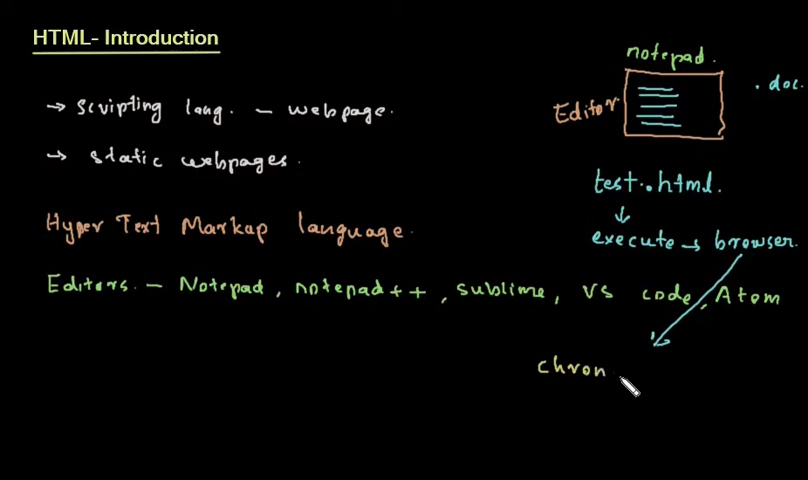 HTML- Introduction
→ Scripting lang. - webpage.
→ static webpages.
Hyper Text Markap language.
Editors. - Notepad, notepad++, sublime, vs code, Atom
notepad.
Editor
.doc.
test.html.
↓
execute → browser.
chron